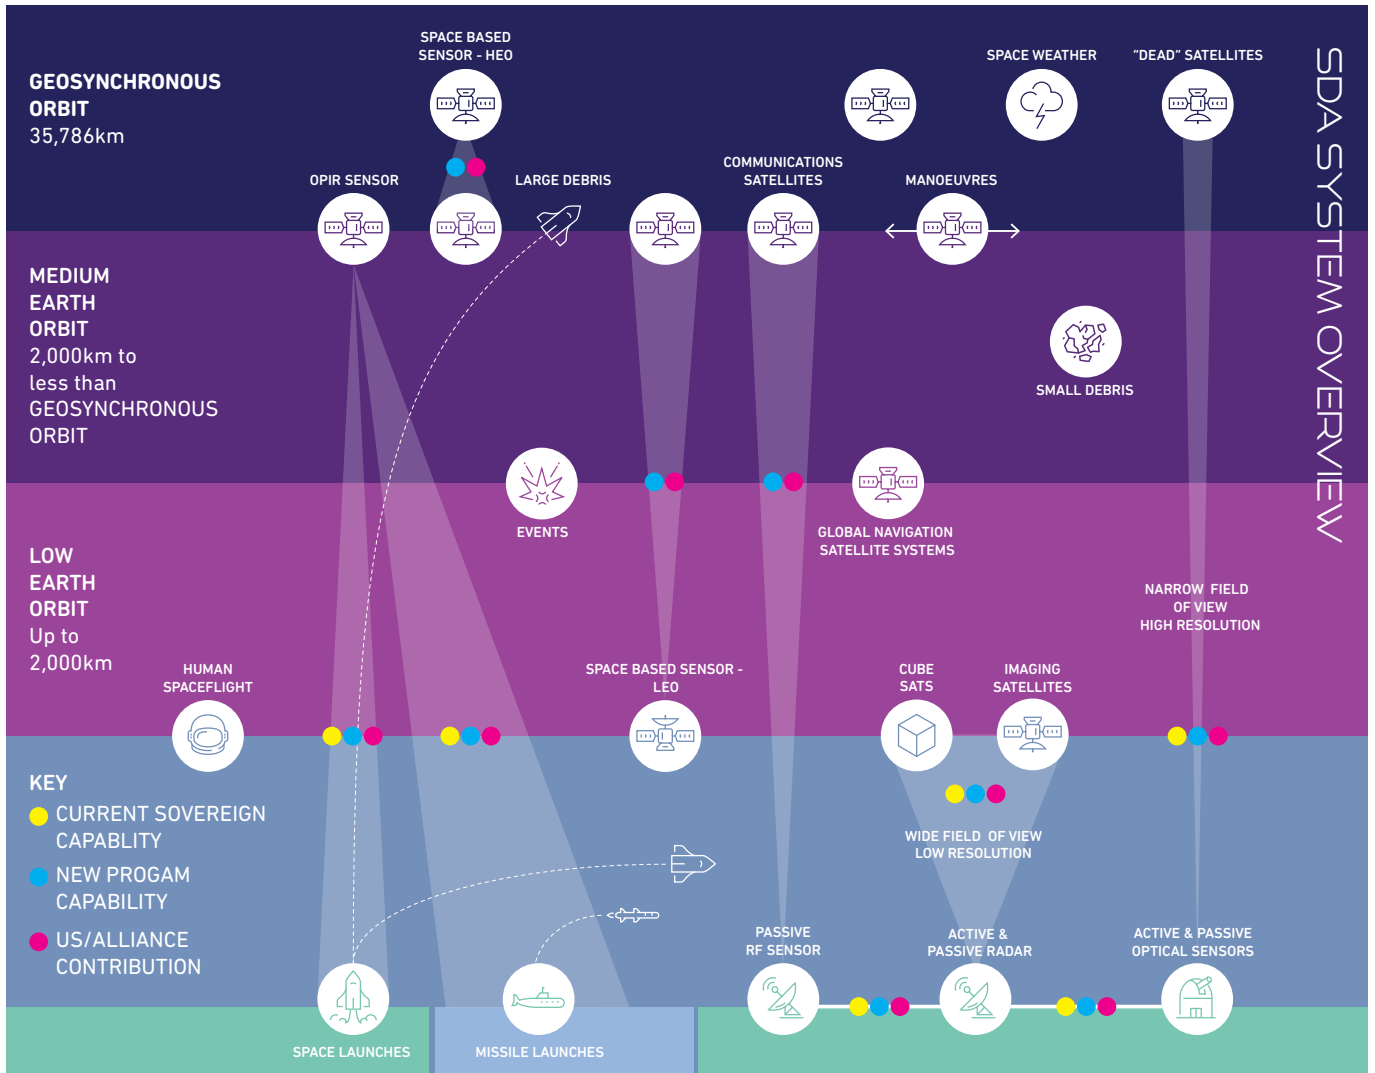 SPACE BASED
SENSOR - HEO
SPACE WEATHER
"DEAD" SATELLITES
SDA SYSTEM OVERVIEW
GEOSYNCHRONOUS
ORBIT
35,786km
OPIR SENSOR
LARGE DEBRIS
COMMUNICATIONS
SATELLITES
MANOEUVRES
MEDIUM
EARTH
ORBIT
2,000km to
less than
GEOSYNCHRONOUS
ORBIT
SMALL DEBRIS
EVENTS
GLOBAL NAVIGATION
SATELLITE SYSTEMS
LOW
EARTH
ORBIT
Up to
2,000km
NARROW FIELD
OF VIEW
HIGH RESOLUTION
HUMAN
SPACEFLIGHT
SPACE BASED SENSOR -
LEO
CUBE
SATS
IMAGING
SATELLITES
KEY
CURRENT SOVEREIGN
CAPABLITY
NEW PROGAM
CAPABILITY
US/ALLIANCE
CONTRIBUTION
WIDE FIELD OF VIEW
LOW RESOLUTION
PASSIVE
RF SENSOR
ACTIVE &
PASSIVE RADAR
ACTIVE & PASSIVE
OPTICAL SENSORS
SPACE LAUNCHES
MISSILE LAUNCHES